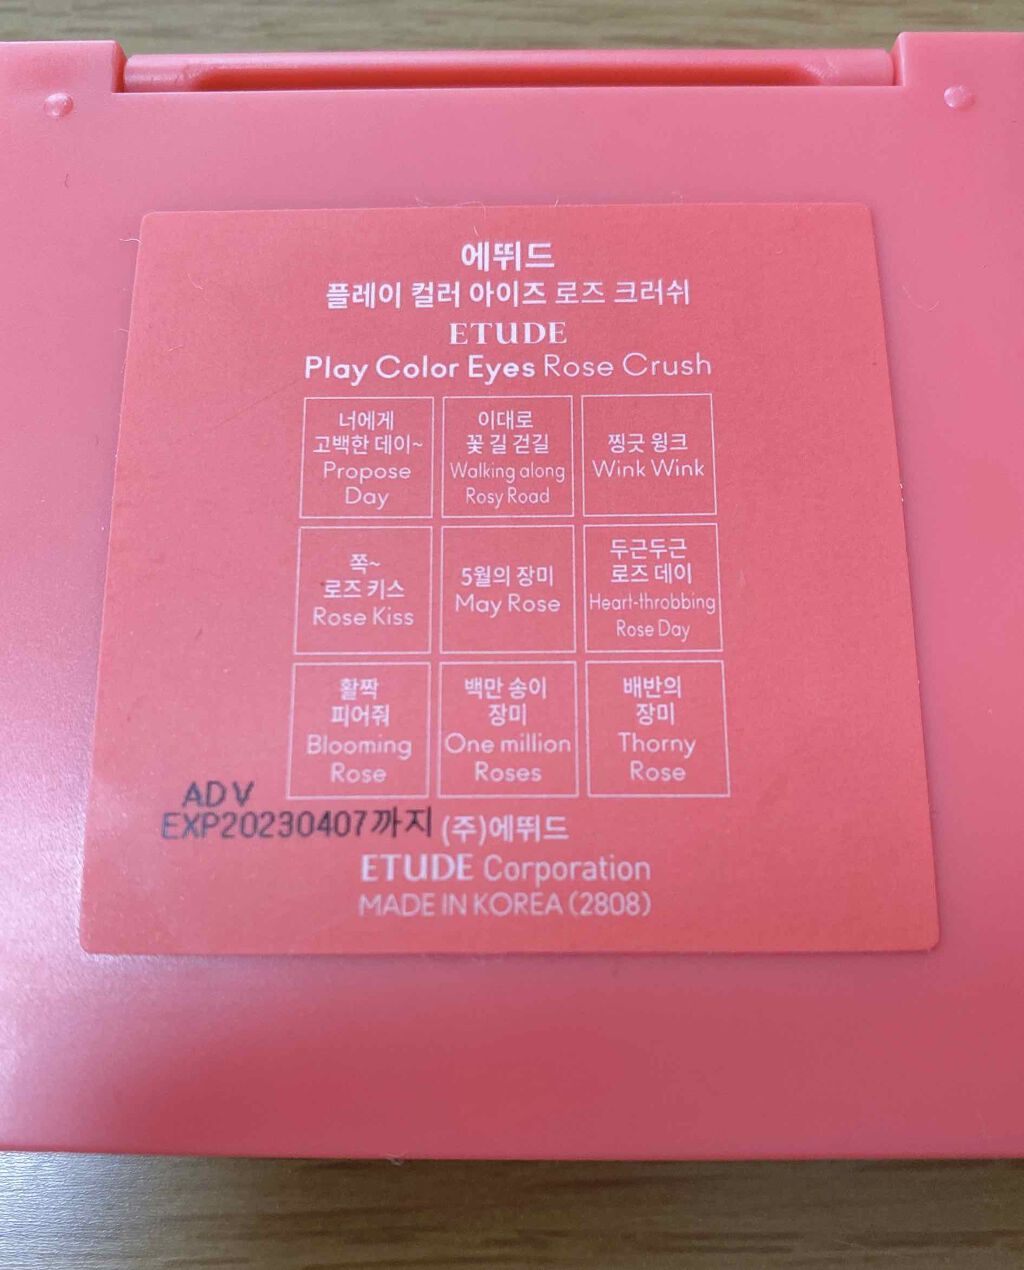 에뛰드
플레이 컬러 아이즈 로즈 크러쉬
ETUDE
Play Color Eyes Rose Crush
너에게
고백한 데이~
Propose
Day
이대로
꽃 길 걷길
Walking along
Rosy Road
찡긋 윙크
Wink Wink
쪽~
로즈 키스
Rose Kiss
5월의 장미
May Rose
두근두근
로즈 데이
Heart-throbbing
Rose Day
활짝
피어줘
Blooming
Rose
백만 송이
장미
One million
Roses
배반의
장미
Thorny
Rose
ADV
EXP20230407까지
(주)에뛰드
ETUDE Corporation
MADE IN KOREA (2808)